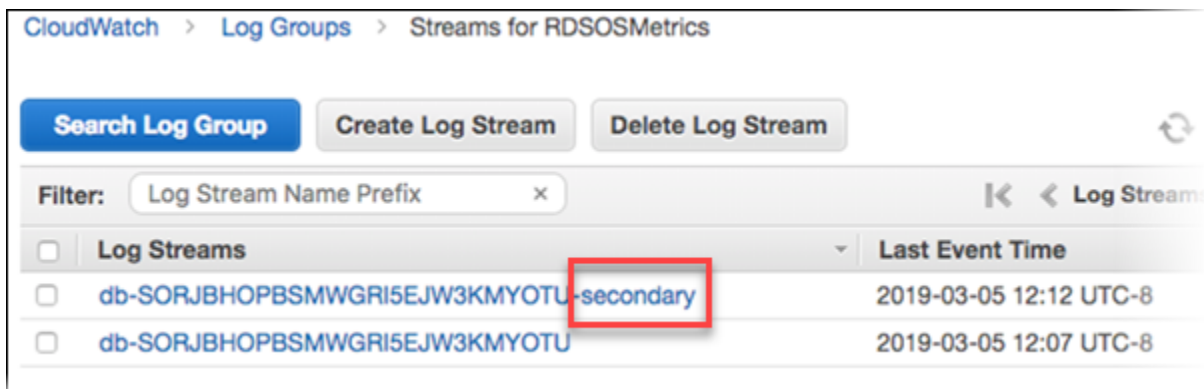 CloudWatch > Log Groups > Streams for RDSOSMetrics
Search Log Group Create Log Stream Delete Log Stream
Filter: Log Stream Name Prefix × Log Streams
Log Streams Last Event Time
db-SORJBHOPBSMWGRI5EJW3KMYOTU-secondary 2019-03-05 12:12 UTC-8
db-SORJBHOPBSMWGRI5EJW3KMYOTU 2019-03-05 12:07 UTC-8